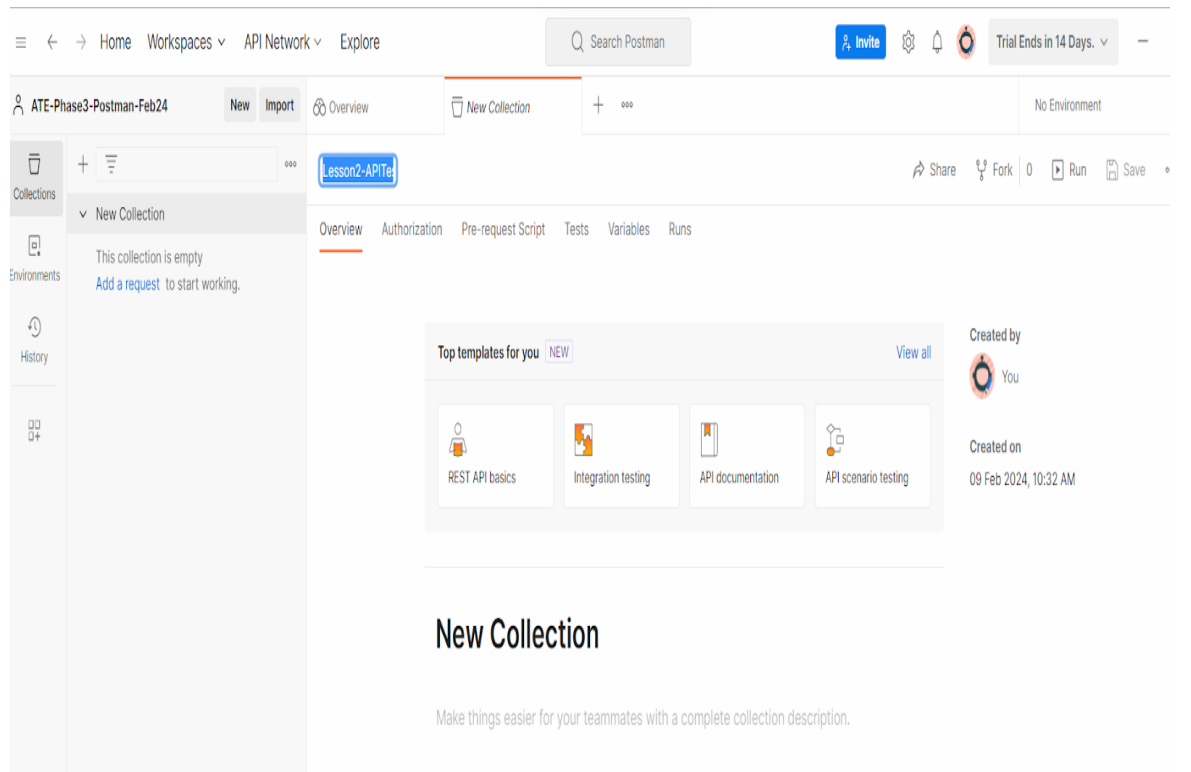 Home Workspaces API Network Explore Search Postman Invite Trial Ends in 14 Days.
ATE-Phase3-Postman-Feb24 New Import Overview New Collection No Environment
Collections
Environments
History
New Collection
This collection is empty
Add a request to start working.
Lesson2-APITes
Share Fork 0 Run Save
Overview Authorization Pre-request Script Tests Variables Runs
Top templates for you NEW View all
REST API basics Integration testing API documentation API scenario testing
Created by
You
Created on
09 Feb 2024, 10:32 AM
New Collection
Make things easier for your teammates with a complete collection description.